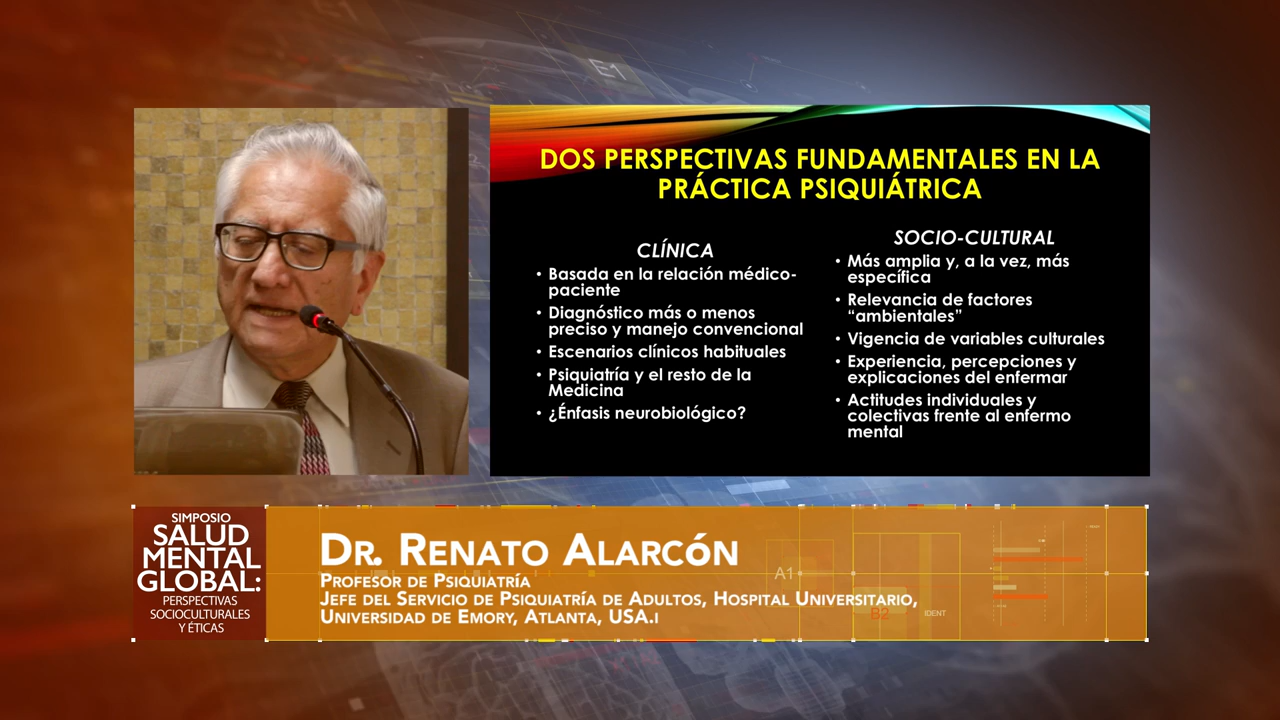 E1
DOS PERSPECTIVAS FUNDAMENTALES EN LA
PRÁCTICA PSIQUIÁTRICA
CLÍNICA
• Basada en la relación médico-
paciente
• Diagnóstico más o menos
preciso y manejo convencional
• Escenarios clínicos habituales
• Psiquiatría y el resto de la
Medicina
• ¿Énfasis neurobiológico?
SOCIO-CULTURAL
• Más amplia y, a la vez, más
específica
• Relevancia de factores
“ambientales”
• Vigencia de variables culturales
• Experiencia, percepciones y
explicaciones del enfermar
• Actitudes individuales y
colectivas frente al enfermo
mental
SIMPOSIO
SALUD
MENTAL
GLOBAL:
PERSPECTIVAS
SOCIOCULTURALES
Y ÉTICAS
DR. RENATO ALARCÓN
PROFESOR DE PSIQUIATRÍA
JEFE DEL SERVICIO DE PSIQUIATRÍA DE ADULTOS, HOSPITAL UNIVERSITARIO,
UNIVERSIDAD DE EMORY, ATLANTA, USA.I
A1
B2
IDENT